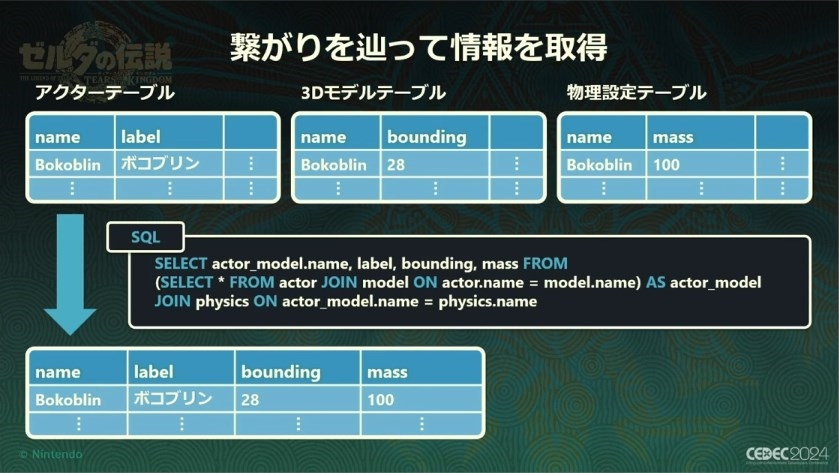 繋がりを辿って情報を取得
ゼルダの伝説
TEARS OF THE KINGDOM
アクターテーブル
name label
Bokoblin ボコブリン ⋮
⋮ ⋮ ⋮
3Dモデルテーブル
name bounding
Bokoblin 28 ⋮
⋮ ⋮ ⋮
物理設定テーブル
name mass
Bokoblin 100 ⋮
⋮ ⋮ ⋮
SQL
SELECT actor_model.name, label, bounding, mass FROM
(SELECT * FROM actor JOIN model ON actor.name = model.name) AS actor_model
JOIN physics ON actor_model.name = physics.name
name label bounding mass
Bokoblin ボコブリン 28 100
⋮ ⋮ ⋮ ⋮
© Nintendo
CEDEC2024